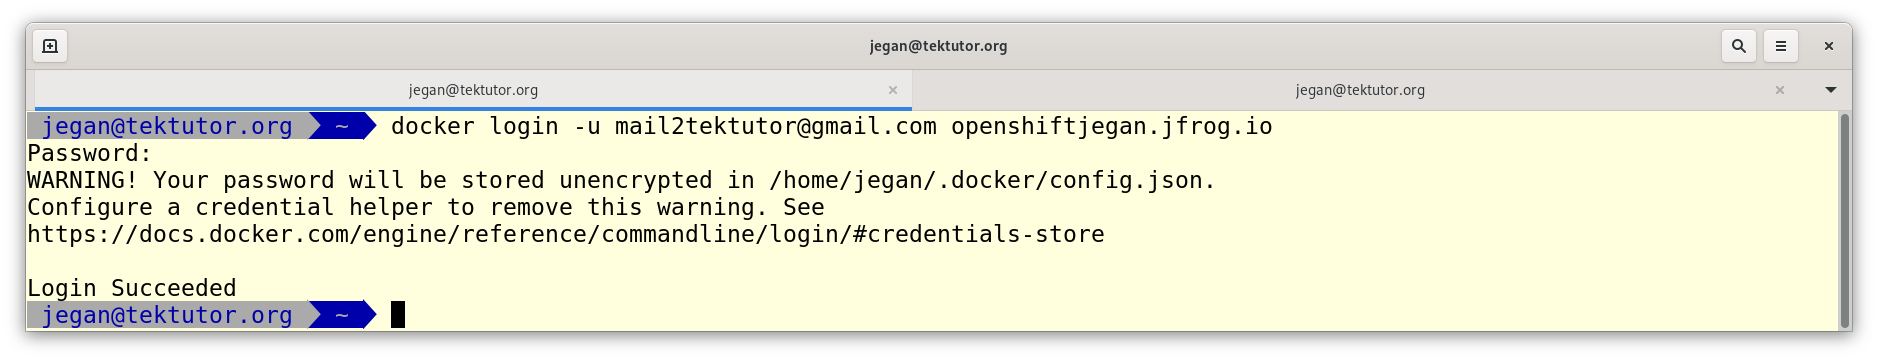 jegan@tektutor.org
jegan@tektutor.org
jegan@tektutor.org
jegan@tektutor.org ~ docker login -u mail2tektutor@gmail.com openshiftjegan.jfrog.io
Password:
WARNING! Your password will be stored unencrypted in /home/jegan/.docker/config.json.
Configure a credential helper to remove this warning. See
https://docs.docker.com/engine/reference/commandline/login/#credentials-store
Login Succeeded
jegan@tektutor.org ~